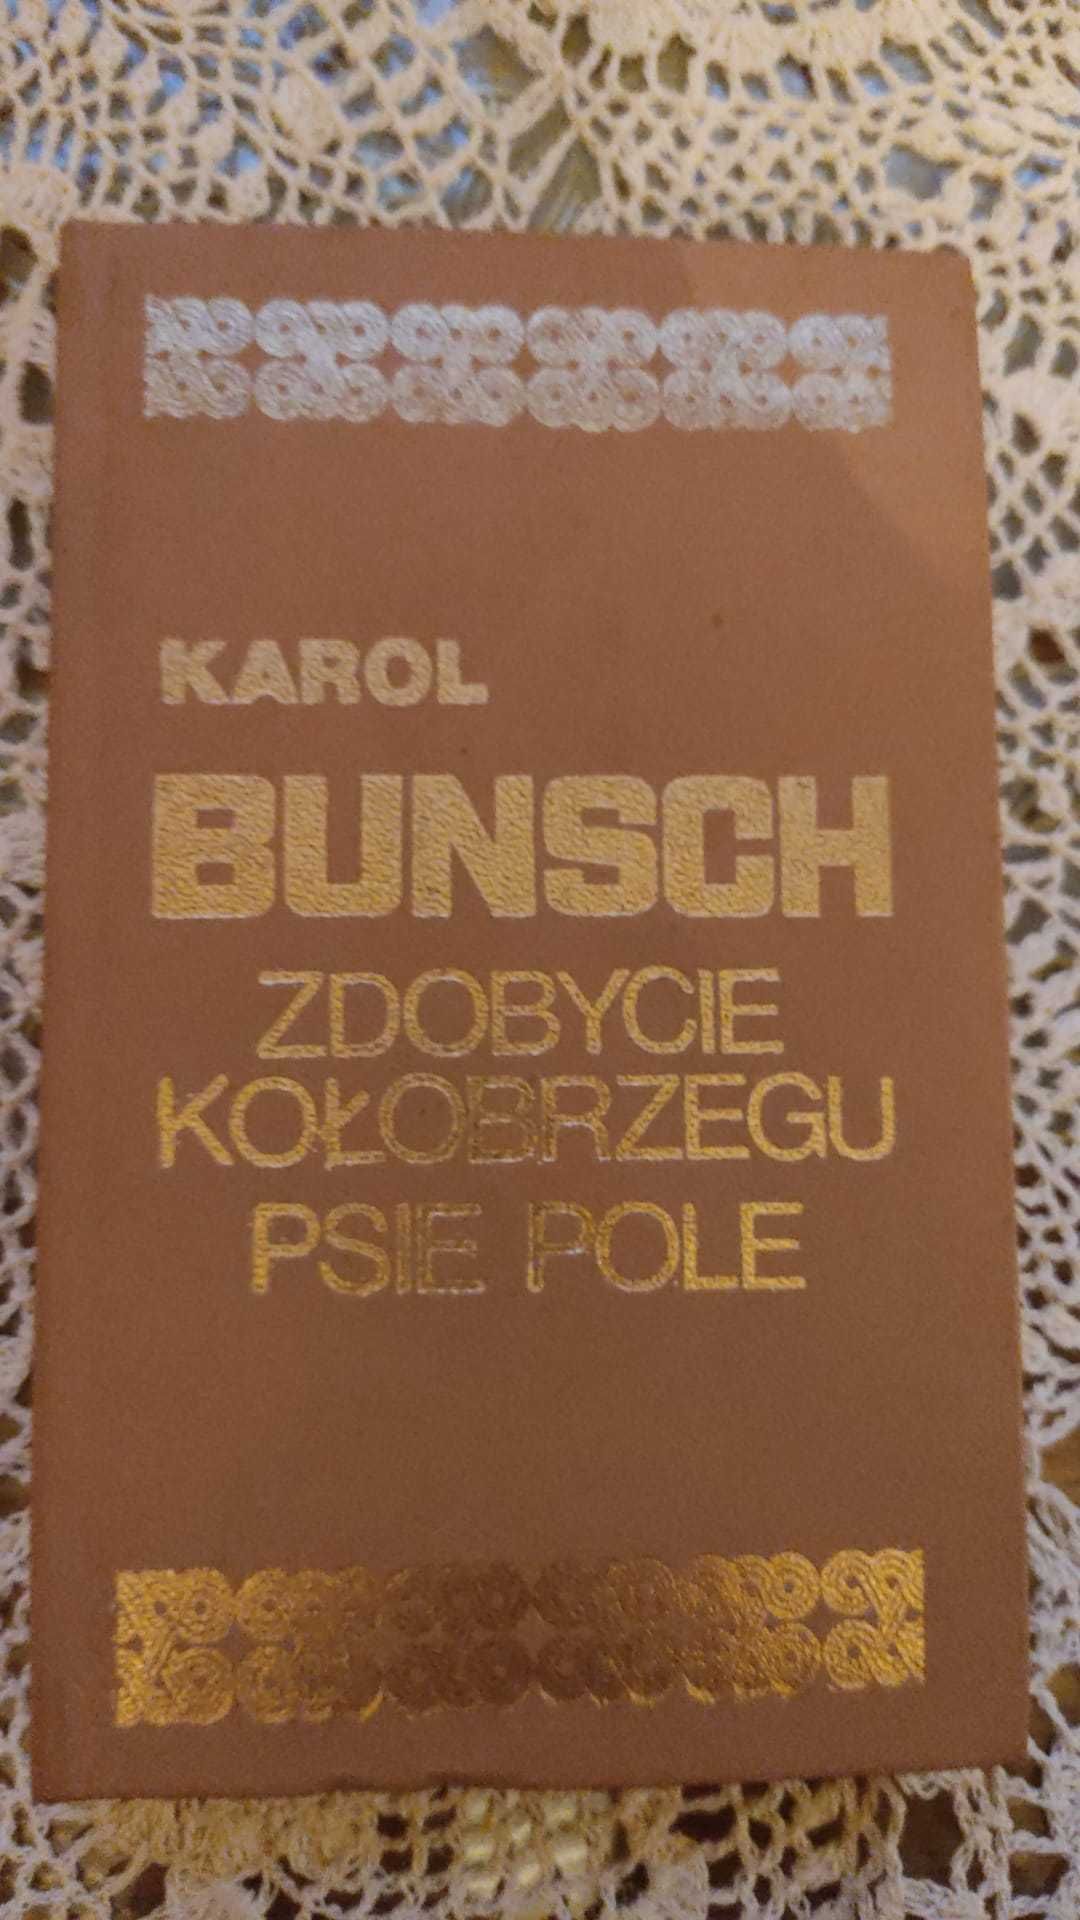 KAROL
BUNSCH
ZDOBYCIE
KOŁOBRZEGU
PSIE POLE